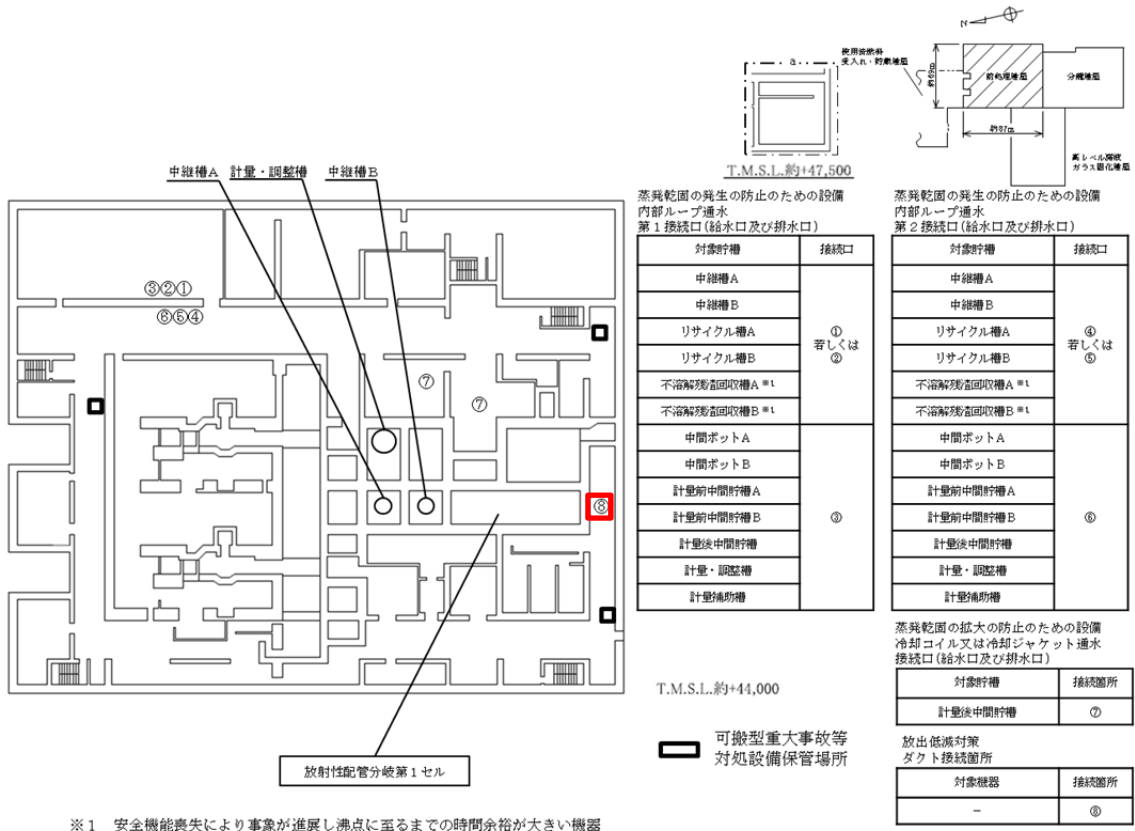 N
使用済燃料
受入れ・貯蔵建屋
約69m
前処理建屋
分離建屋
約87m
高レベル廃液
ガラス固化建屋
a
T.M.S.L.約+47,500
中継槽A
計量・調整槽
中継槽B
③②①
⑥⑤④
⑦
⑦
⑧
放射性配管分岐第1セル
T.M.S.L.約+44,000
可搬型重大事故等
対処設備保管場所
※1 安全機能喪失により事象が進展し沸点に至るまでの時間余裕が大きい機器
蒸発乾固の発生の防止のための設備
内部ループ通水
第1接続口(給水口及び排水口)
対象貯槽 接続口
中継槽A
中継槽B
リサイクル槽A
リサイクル槽B
不溶解残渣回収槽A ※1
不溶解残渣回収槽B ※1
①
若しくは
②
中間ポットA
中間ポットB
計量前中間貯槽A
計量前中間貯槽B
計量後中間貯槽
計量・調整槽
計量補助槽
③
蒸発乾固の発生の防止のための設備
内部ループ通水
第2接続口(給水口及び排水口)
対象貯槽 接続口
中継槽A
中継槽B
リサイクル槽A
リサイクル槽B
不溶解残渣回収槽A ※1
不溶解残渣回収槽B ※1
④
若しくは
⑤
中間ポットA
中間ポットB
計量前中間貯槽A
計量前中間貯槽B
計量後中間貯槽
計量・調整槽
計量補助槽
⑥
蒸発乾固の拡大の防止のための設備
冷却コイル又は冷却ジャケット通水
接続口(給水口及び排水口)
対象貯槽 接続箇所
計量後中間貯槽 ⑦
放出低減対策
ダクト接続箇所
対象機器 接続箇所
－ ⑧